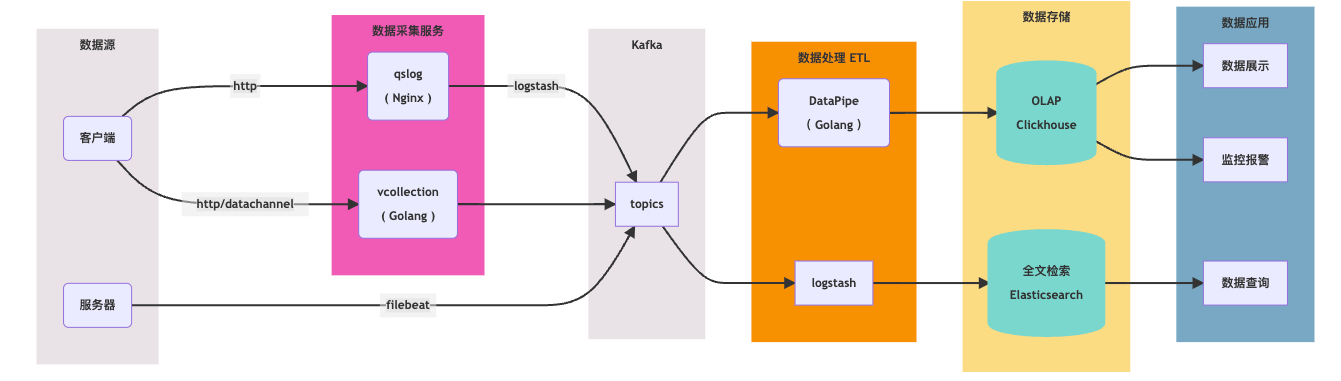 数据源
客户端
服务器
http
http/datachannel
filebeat
数据采集服务
qslog
( Nginx )
vcollection
( Golang )
logstash
Kafka
topics
数据处理 ETL
DataPipe
( Golang )
logstash
数据存储
OLAP
Clickhouse
全文检索
Elasticsearch
数据应用
数据展示
监控报警
数据查询